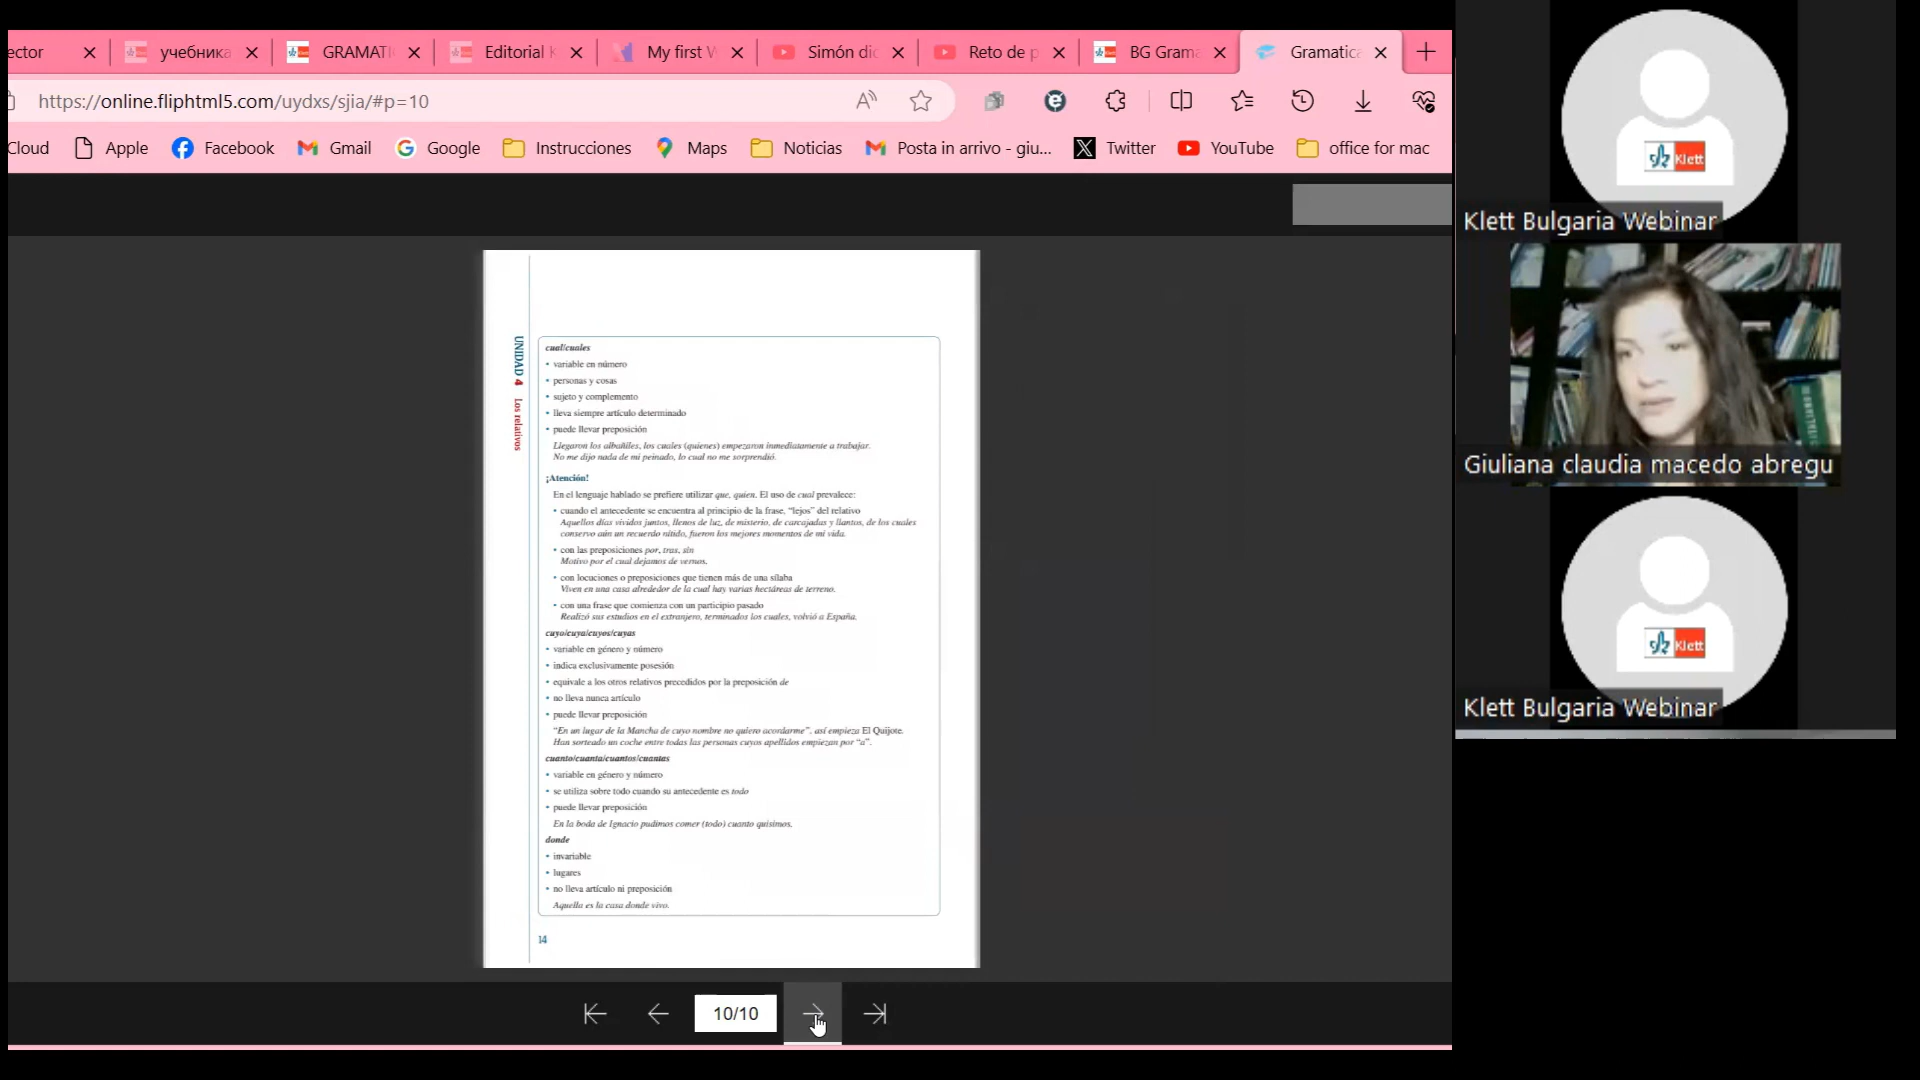 ector
учебника
GRAMATI
Editorial K
My first W
Simón dic
Reto de p
BG Grama
Gramatica
https://online.fliphtml5.com/uydxs/sjia/#p=10
Cloud
Apple
Facebook
Gmail
Google
Instrucciones
Maps
Noticias
Posta in arrivo - giu...
Twitter
YouTube
office for mac
UNIDAD 4 Los relativos
cual/cuales
• variable en número
• personas y cosas
• sujeto y complemento
• lleva siempre artículo determinado
• puede llevar preposición
Llegaron los albañiles, los cuales (quienes) empezaron inmediatamente a trabajar.
No me dijo nada de mi peinado, lo cual no me sorprendió.
¡Atención!
En el lenguaje hablado se prefiere utilizar que, quien. El uso de cual prevalece:
• cuando el antecedente se encuentra al principio de la frase, “lejos” del relativo
Aquellos días vividos juntos, llenos de luz, de misterio, de carcajadas y llantos, de los cuales
conservo aún un recuerdo nítido, fueron los mejores momentos de mi vida.
• con las preposiciones por, tras, sin
Motivo por el cual dejamos de vernos.
• con locuciones o preposiciones que tienen más de una sílaba
Viven en una casa alrededor de la cual hay varias hectáreas de terreno.
• con una frase que comienza con un participio pasado
Realizó sus estudios en el extranjero, terminados los cuales, volvió a España.
cuyo/cuya/cuyos/cuyas
• variable en género y número
• indica exclusivamente posesión
• equivale a los otros relativos precedidos por la preposición de
• no lleva nunca artículo
• puede llevar preposición
“En un lugar de la Mancha de cuyo nombre no quiero acordarme”, así empieza El Quijote.
Han sorteado un coche entre todas las personas cuyos apellidos empiezan por “a”.
cuanto/cuanta/cuantos/cuantas
• variable en género y número
• se utiliza sobre todo cuando su antecedente es todo
• puede llevar preposición
En la boda de Ignacio pudimos comer (todo) cuanto quisimos.
donde
• invariable
• lugares
• no lleva artículo ni preposición
Aquella es la casa donde vivo.
14
10/10
Klett
Klett Bulgaria Webinar
Giuliana claudia macedo abregu
Klett
Klett Bulgaria Webinar